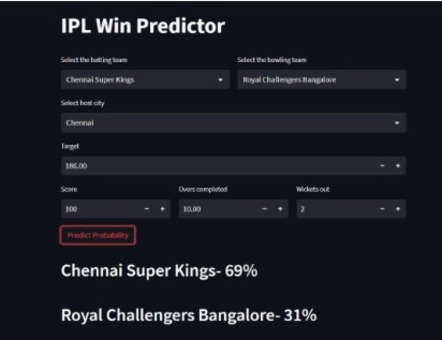 IPL Win Predictor
Select the batting team Select the bowling team
Chennai Super Kings Royal Challengers Bangalore
Select host city
Chennai
Target
186.00 − +
Score Overs completed Wickets out
100 − + 10.00 − + 2 − +
Predict Probability
Chennai Super Kings- 69%
Royal Challengers Bangalore- 31%